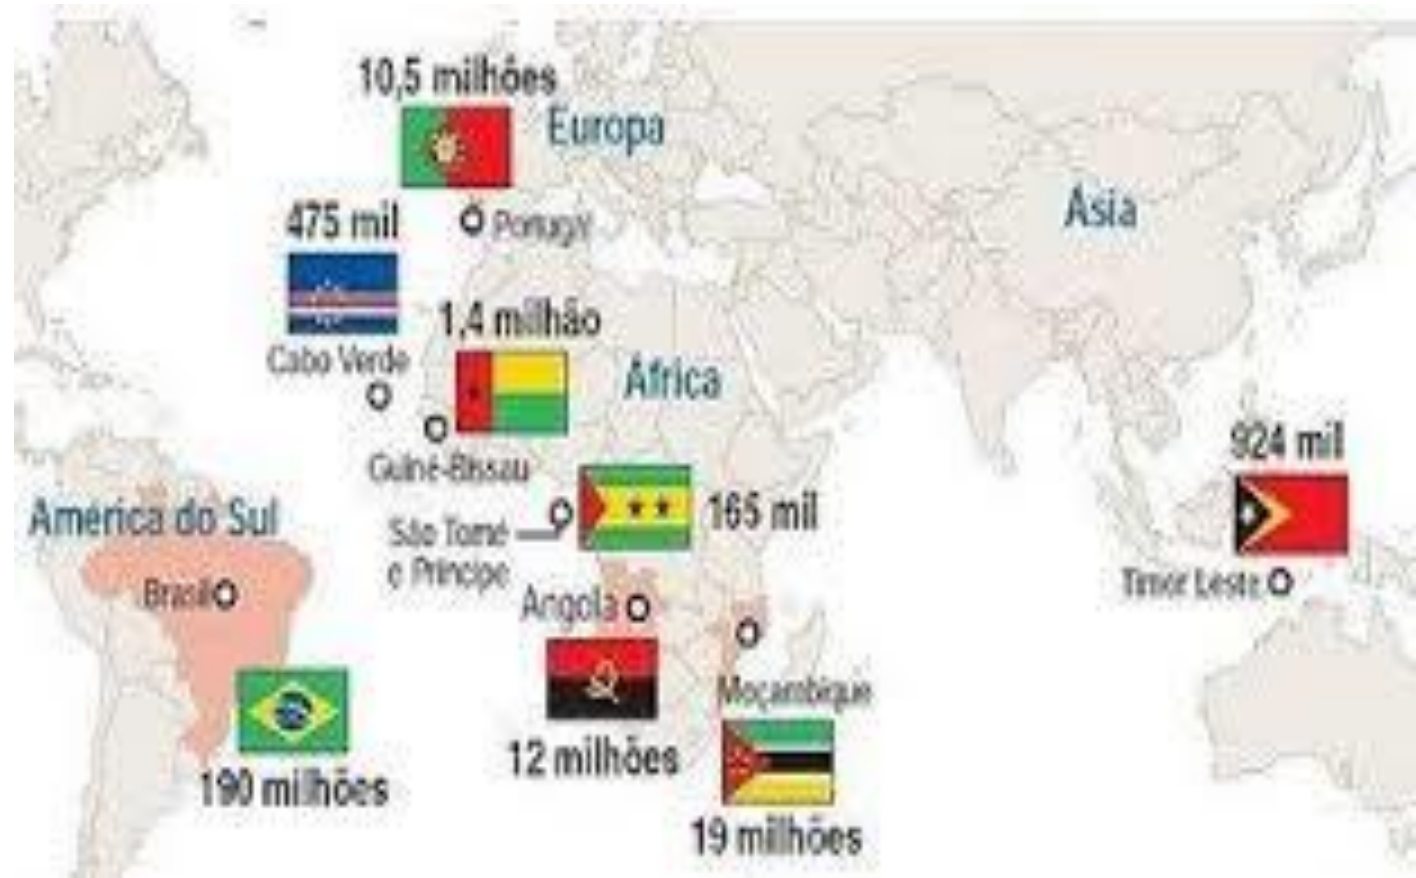 10,5 milhões
Europa
Portugal
475 mil
Cabo Verde
1,4 milhão
Guiné-Bissau
África
Ásia
924 mil
Timor Leste
América do Sul
Brasil
190 milhões
São Tomé
e Príncipe
165 mil
Angola
12 milhões
Moçambique
19 milhões